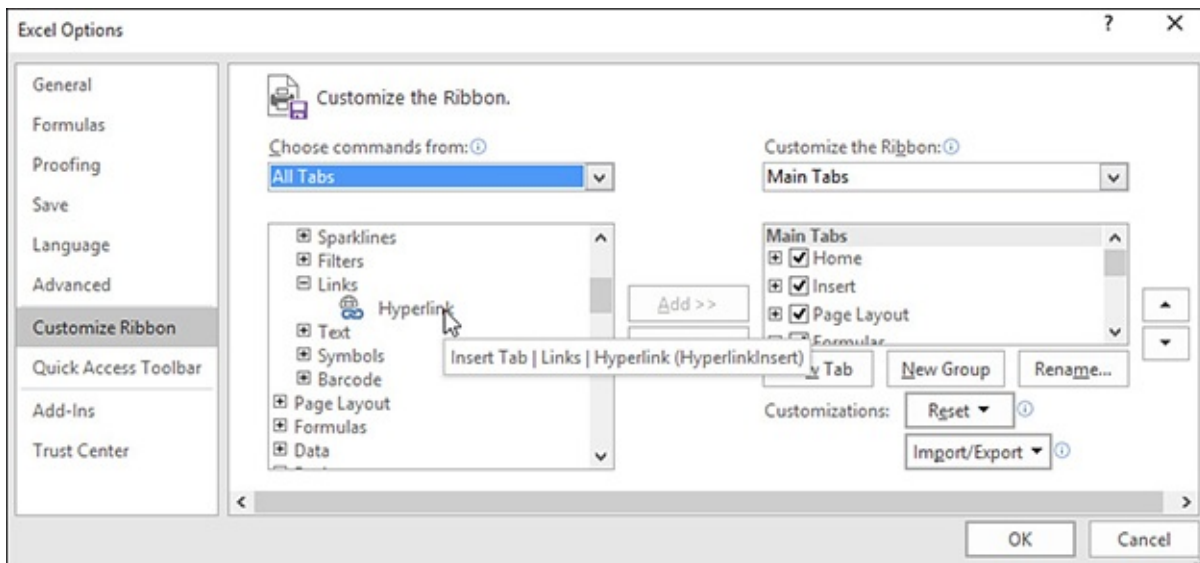 Excel Options
?
General
Formulas
Proofing
Save
Language
Advanced
Customize Ribbon
Quick Access Toolbar
Add-Ins
Trust Center
Customize the Ribbon.
Choose commands from:
All Tabs
Sparklines
Filters
Links
Hyperlink
Text
Symbols
Barcode
Page Layout
Formulas
Data
Add >>
Insert Tab | Links | Hyperlink (HyperlinkInsert)
Customize the Ribbon:
Main Tabs
Main Tabs
Home
Insert
Page Layout
Formulas
Tab
New Group
Rename...
Customizations:
Reset
Import/Export
OK
Cancel